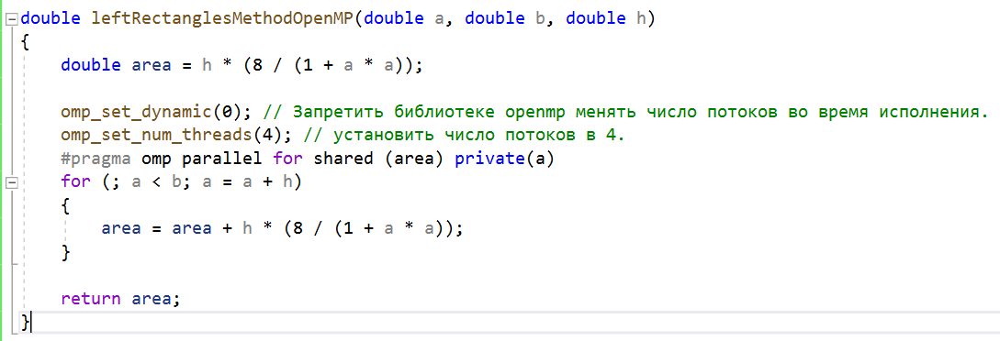 double leftRectanglesMethodOpenMP(double a, double b, double h)
{
    double area = h * (8 / (1 + a * a));

    omp_set_dynamic(0); // Запретить библиотеке openmp менять число потоков во время исполнения.
    omp_set_num_threads(4); // установить число потоков в 4.
    #pragma omp parallel for shared (area) private(a)
    for (; a < b; a = a + h)
    {
        area = area + h * (8 / (1 + a * a));
    }

    return area;
}